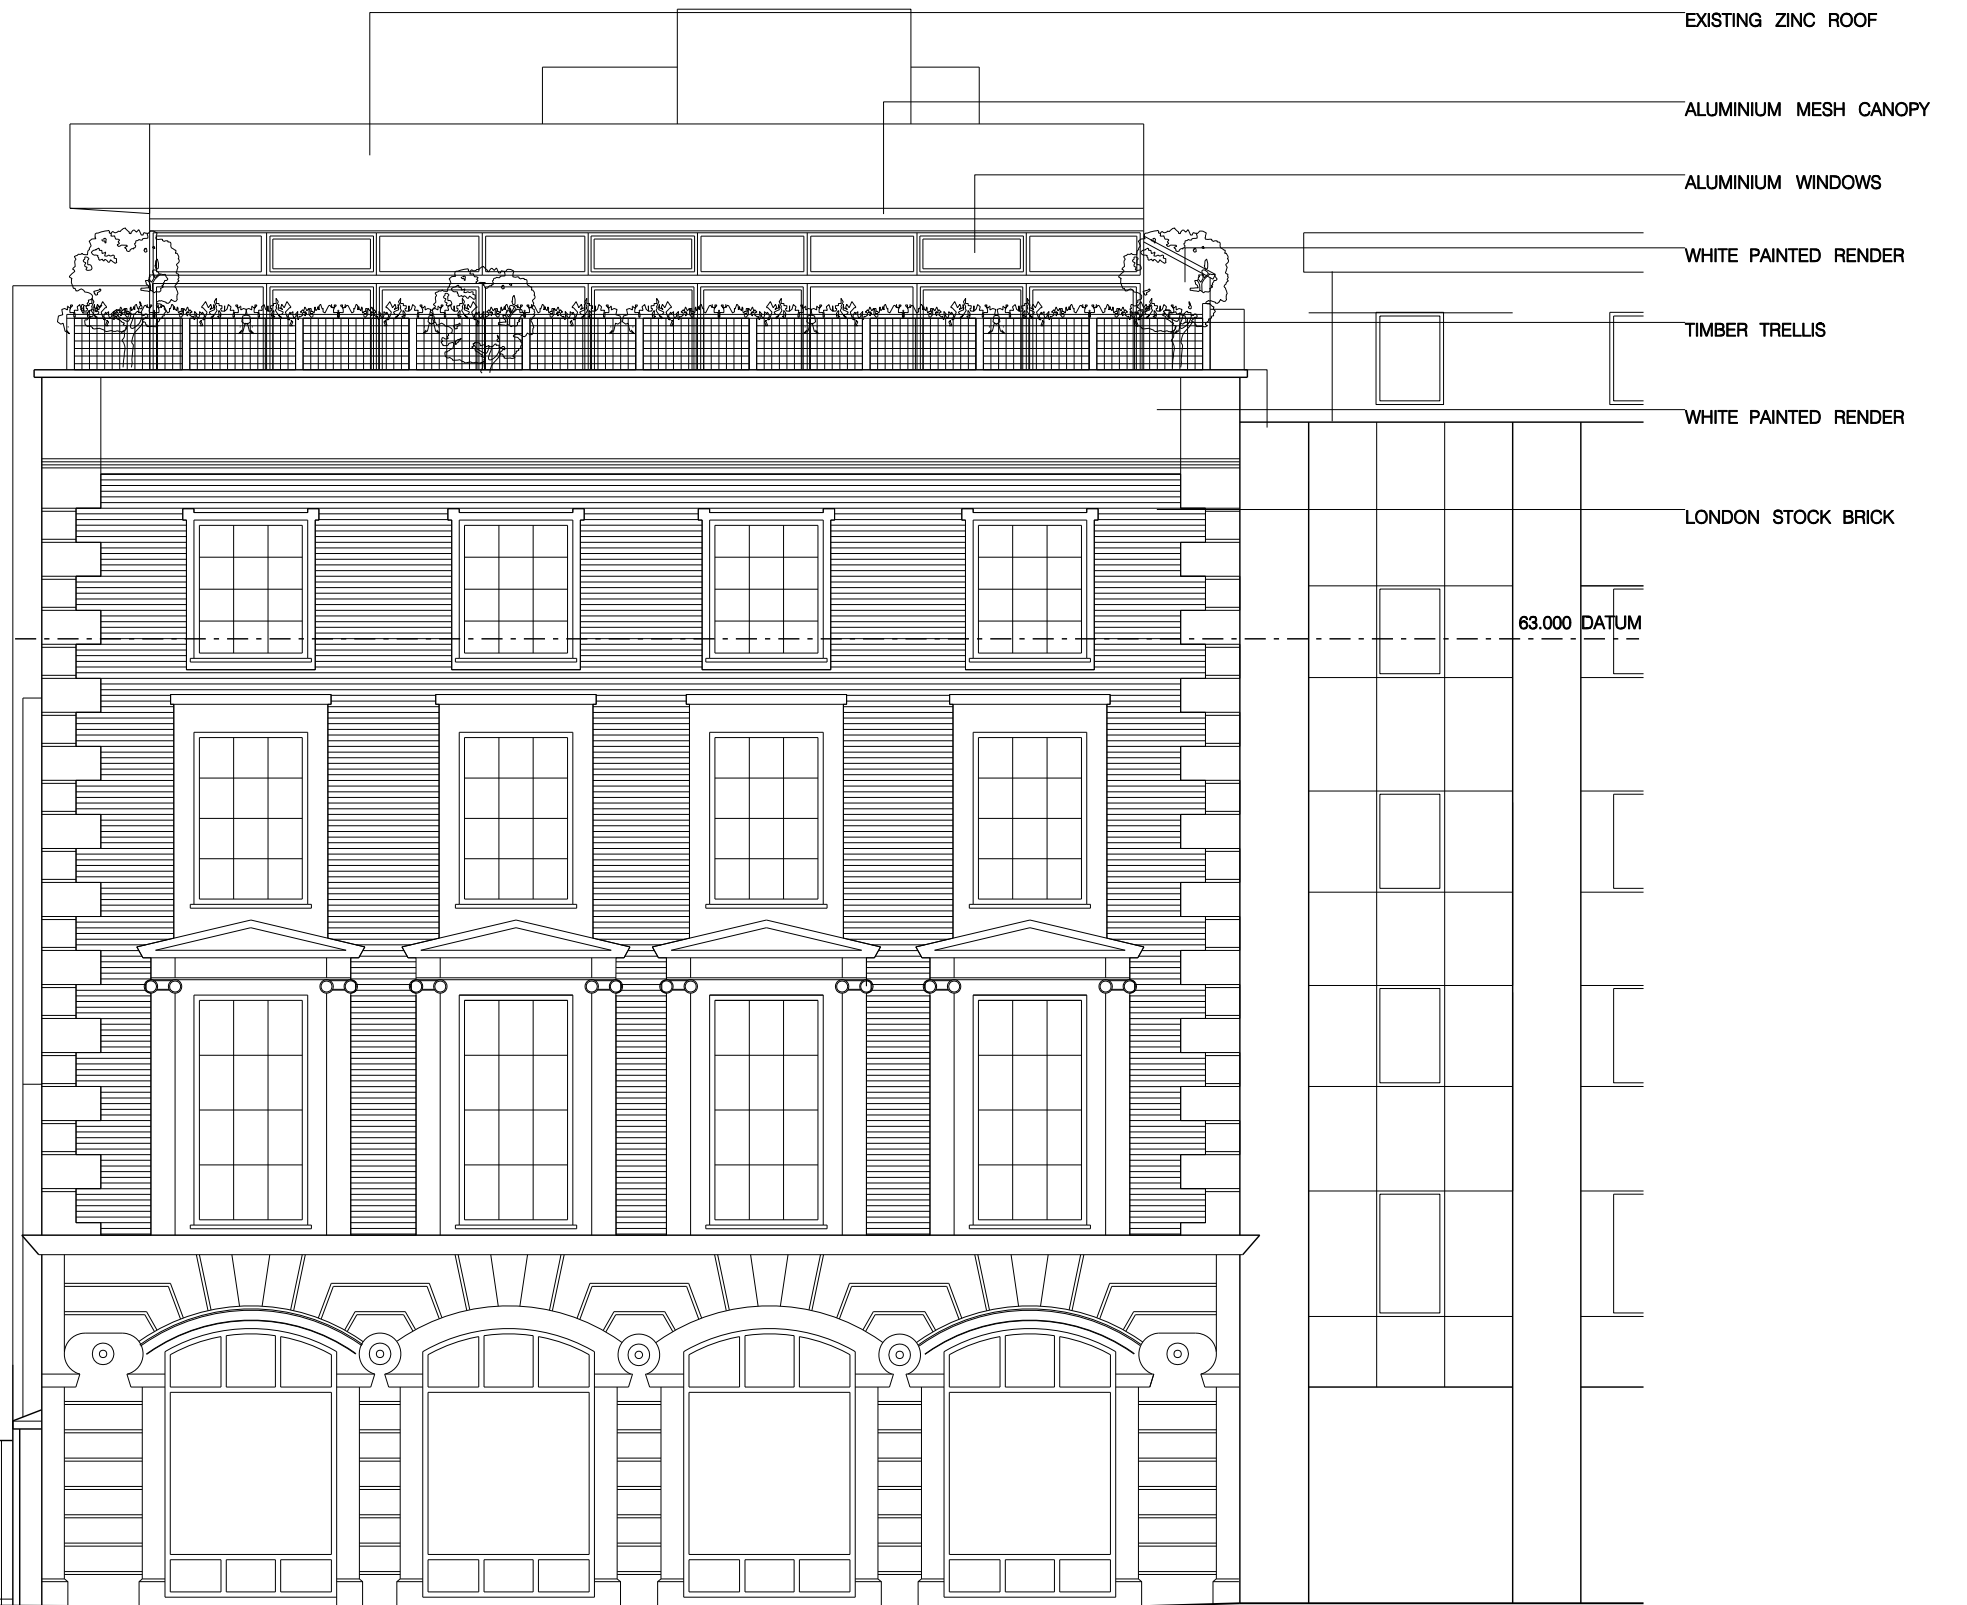 EXISTING ZINC ROOF
ALUMINIUM MESH CANOPY
ALUMINIUM WINDOWS
WHITE PAINTED RENDER
TIMBER TRELLIS
WHITE PAINTED RENDER
LONDON STOCK BRICK
63.000 DATUM